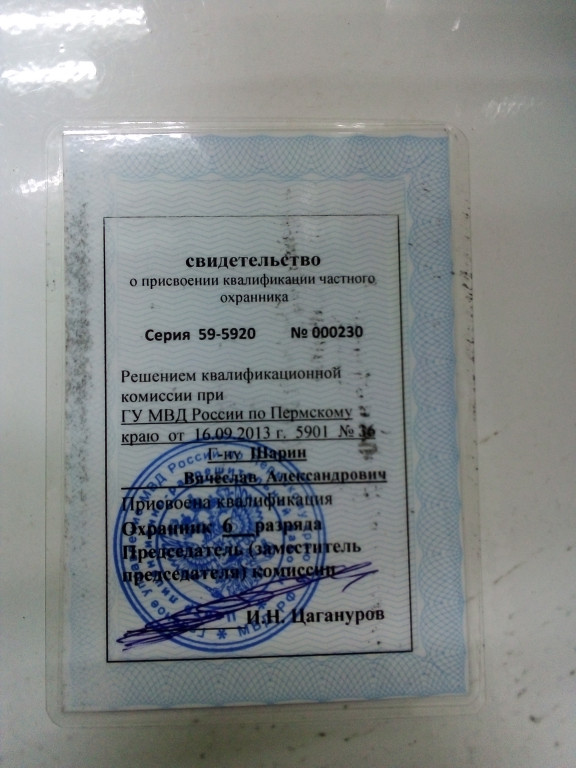 свидетельство
о присвоении квалификации частного
охранника
Серия 59-5920 № 000230
Решением квалификационной
комиссии при
ГУ МВД России по Пермскому
краю от 16.09.2013 г. 5901 № 36
Г-ну Шарин
Вячеслав Александрович
Присвоена квалификация
Охранник 6 разряда
Председатель (заместитель
председателя) комиссии
И.Н. Цагануров